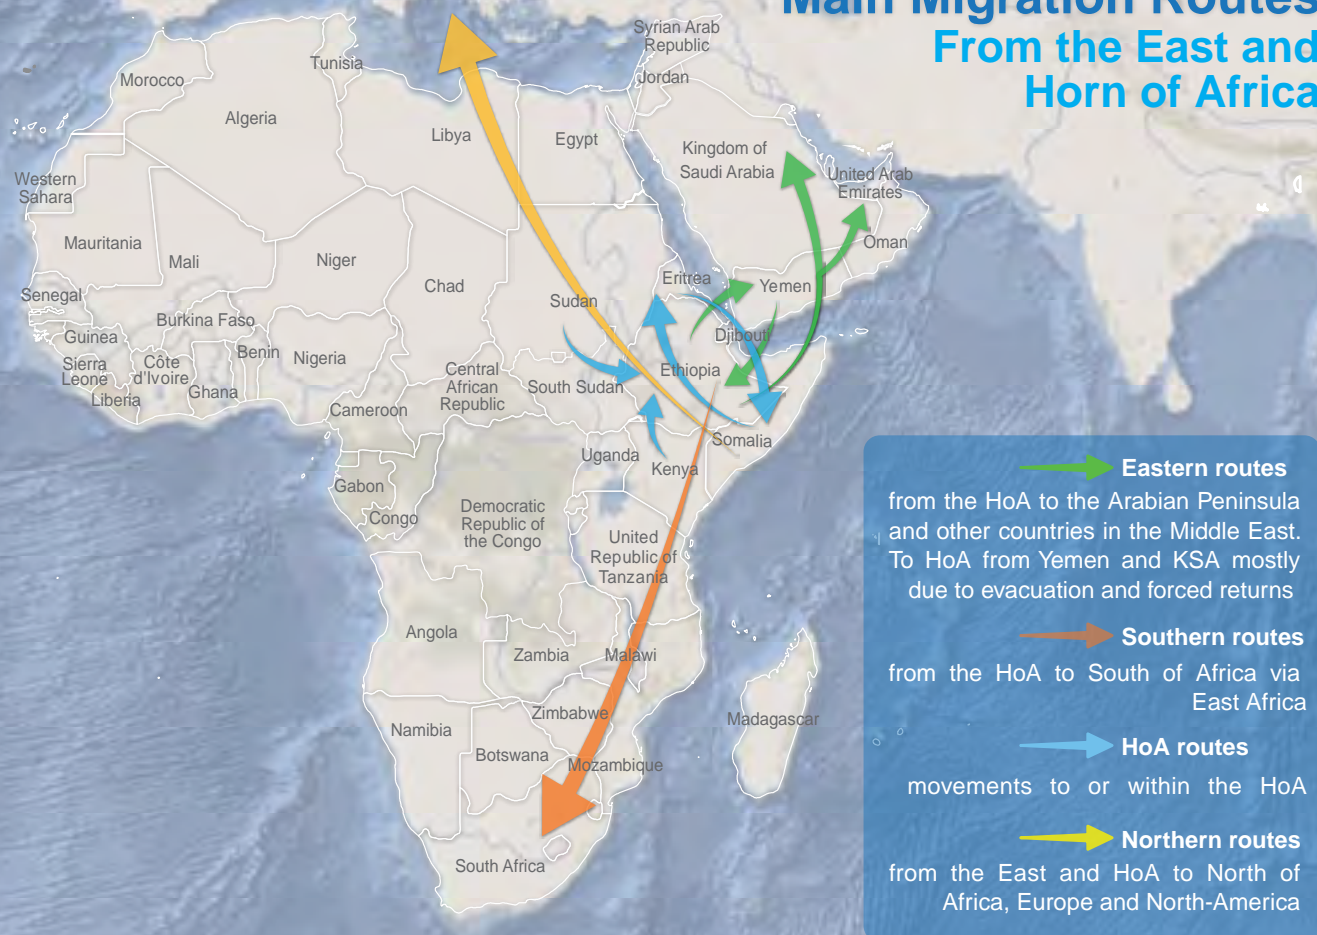 Main Migration Routes
From the East and
Horn of Africa
Syrian Arab
Republic
Jordan
Tunisia
Morocco
Algeria
Libya
Egypt
Kingdom of
Saudi Arabia
United Arab
Emirates
Oman
Western
Sahara
Mauritania
Mali
Niger
Chad
Sudan
Eritrea
Yemen
Djibouti
Senegal
Burkina Faso
Guinea
Sierra
Leone
Liberia
Côte
d'Ivoire
Ghana
Benin
Nigeria
Cameroon
Central
African
Republic
South Sudan
Ethiopia
Somalia
Uganda
Kenya
Gabon
Congo
Democratic
Republic of
the Congo
United
Republic of
Tanzania
Angola
Zambia
Malawi
Zimbabwe
Namibia
Botswana
Mozambique
Madagascar
South Africa
Eastern routes
from the HoA to the Arabian Peninsula
and other countries in the Middle East.
To HoA from Yemen and KSA mostly
due to evacuation and forced returns
Southern routes
from the HoA to South of Africa via
East Africa
HoA routes
movements to or within the HoA
Northern routes
from the East and HoA to North of
Africa, Europe and North-America